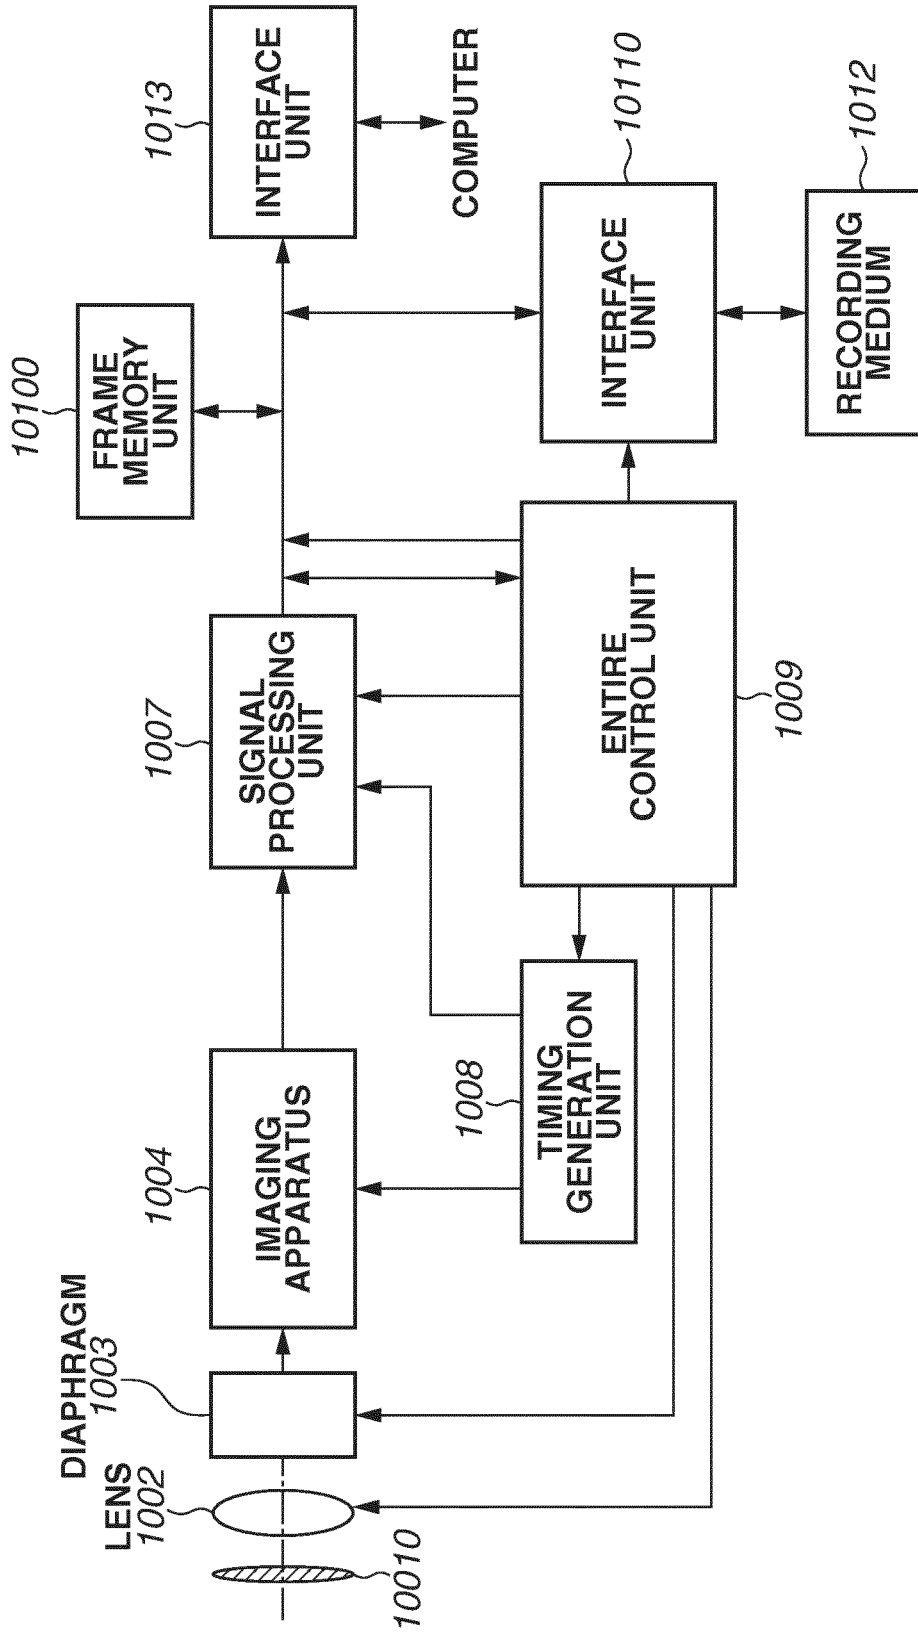 10010
LENS
1002
DIAPHRAGM
1003
1004
IMAGING
APPARATUS
1007
SIGNAL
PROCESSING
UNIT
10100
FRAME
MEMORY
UNIT
1013
INTERFACE
UNIT
COMPUTER
1008
TIMING
GENERATION
UNIT
ENTIRE
CONTROL UNIT
1009
INTERFACE
UNIT
10110
RECORDING
MEDIUM
1012